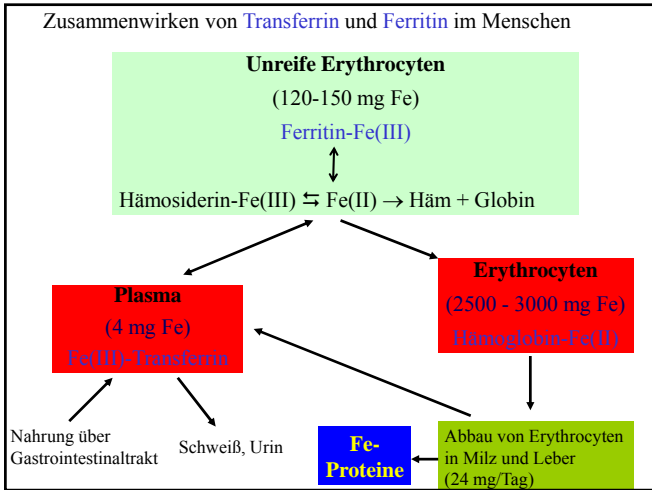 Zusammenwirken von Transferrin und Ferritin im Menschen
Unreife Erythrocyten
(120-150 mg Fe)
Ferritin-Fe(III)
Hämosiderin-Fe(III) ⇆ Fe(II) → Häm + Globin
Plasma
(4 mg Fe)
Fe(III)-Transferrin
Erythrocyten
(2500 - 3000 mg Fe)
Hämoglobin-Fe(II)
Nahrung über
Gastrointestinaltrakt
Schweiß, Urin
Fe-
Proteine
Abbau von Erythrocyten
in Milz und Leber
(24 mg/Tag)